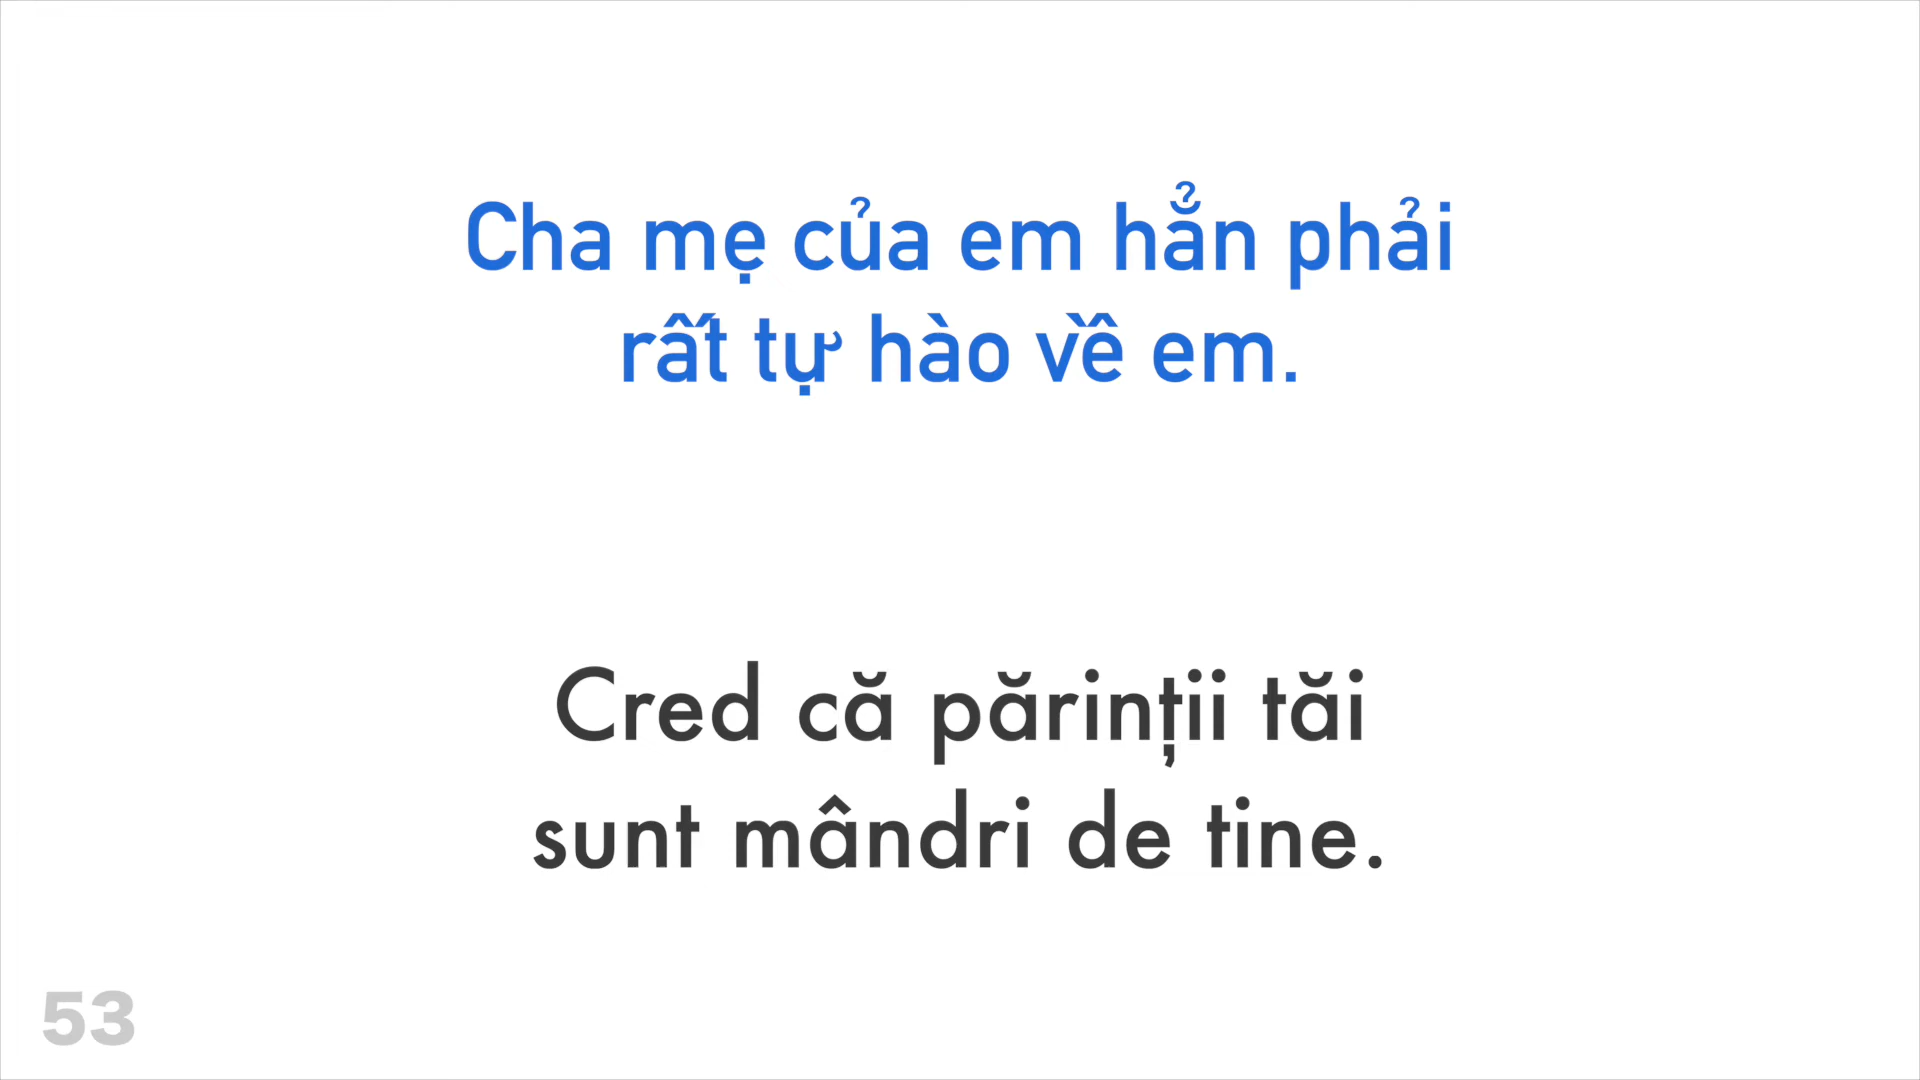 Cha mẹ của em hẳn phải
rất tự hào về em.
Cred că părinții tăi
sunt mândri de tine.
53